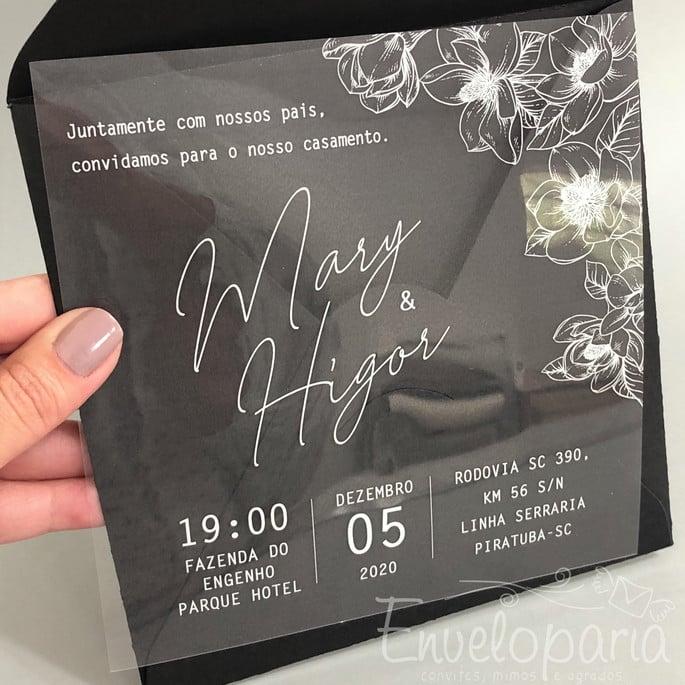 Juntamente com nossos pais,
convidamos para o nosso casamento.
Mary
&
Higor
19:00
FAZENDA DO
ENGENHO
PARQUE HOTEL
DEZEMBRO
05
2020
RODOVIA SC 390,
KM 56 S/N
LINHA SERRARIA
PIRATUBA-SC
Enveloparia
convites, mimos e agrados